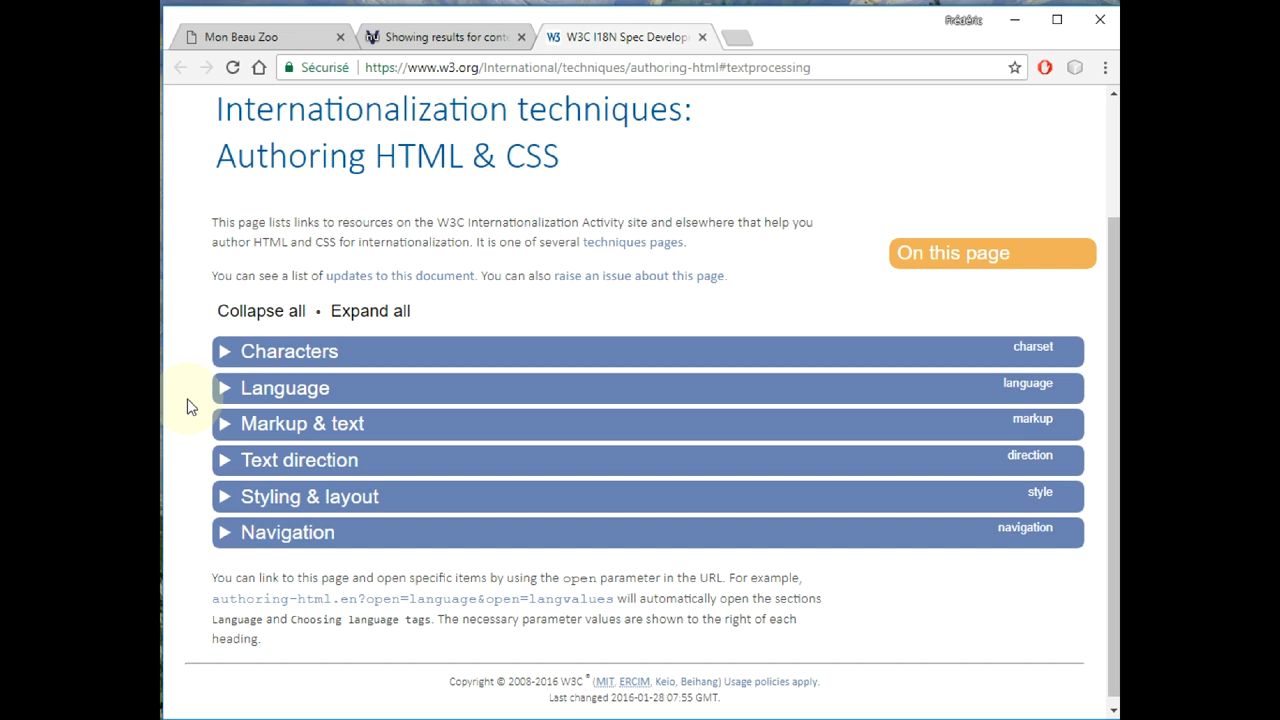 Frédéric
Mon Beau Zoo
Showing results for cont
W3C I18N Spec Develop
Sécurisé
https://www.w3.org/International/techniques/authoring-html#textprocessing
Internationalization techniques:
Authoring HTML & CSS
This page lists links to resources on the W3C Internationalization Activity site and elsewhere that help you
author HTML and CSS for internationalization. It is one of several techniques pages.
On this page
You can see a list of updates to this document. You can also raise an issue about this page.
Collapse all • Expand all
Characters charset
Language language
Markup & text markup
Text direction direction
Styling & layout style
Navigation navigation
You can link to this page and open specific items by using the open parameter in the URL. For example,
authoring-html.en?open=language&open=langvalues will automatically open the sections
Language and Choosing language tags. The necessary parameter values are shown to the right of each
heading.
Copyright © 2008-2016 W3C ® (MIT, ERCIM, Keio, Beihang) Usage policies apply.
Last changed 2016-01-28 07:55 GMT.